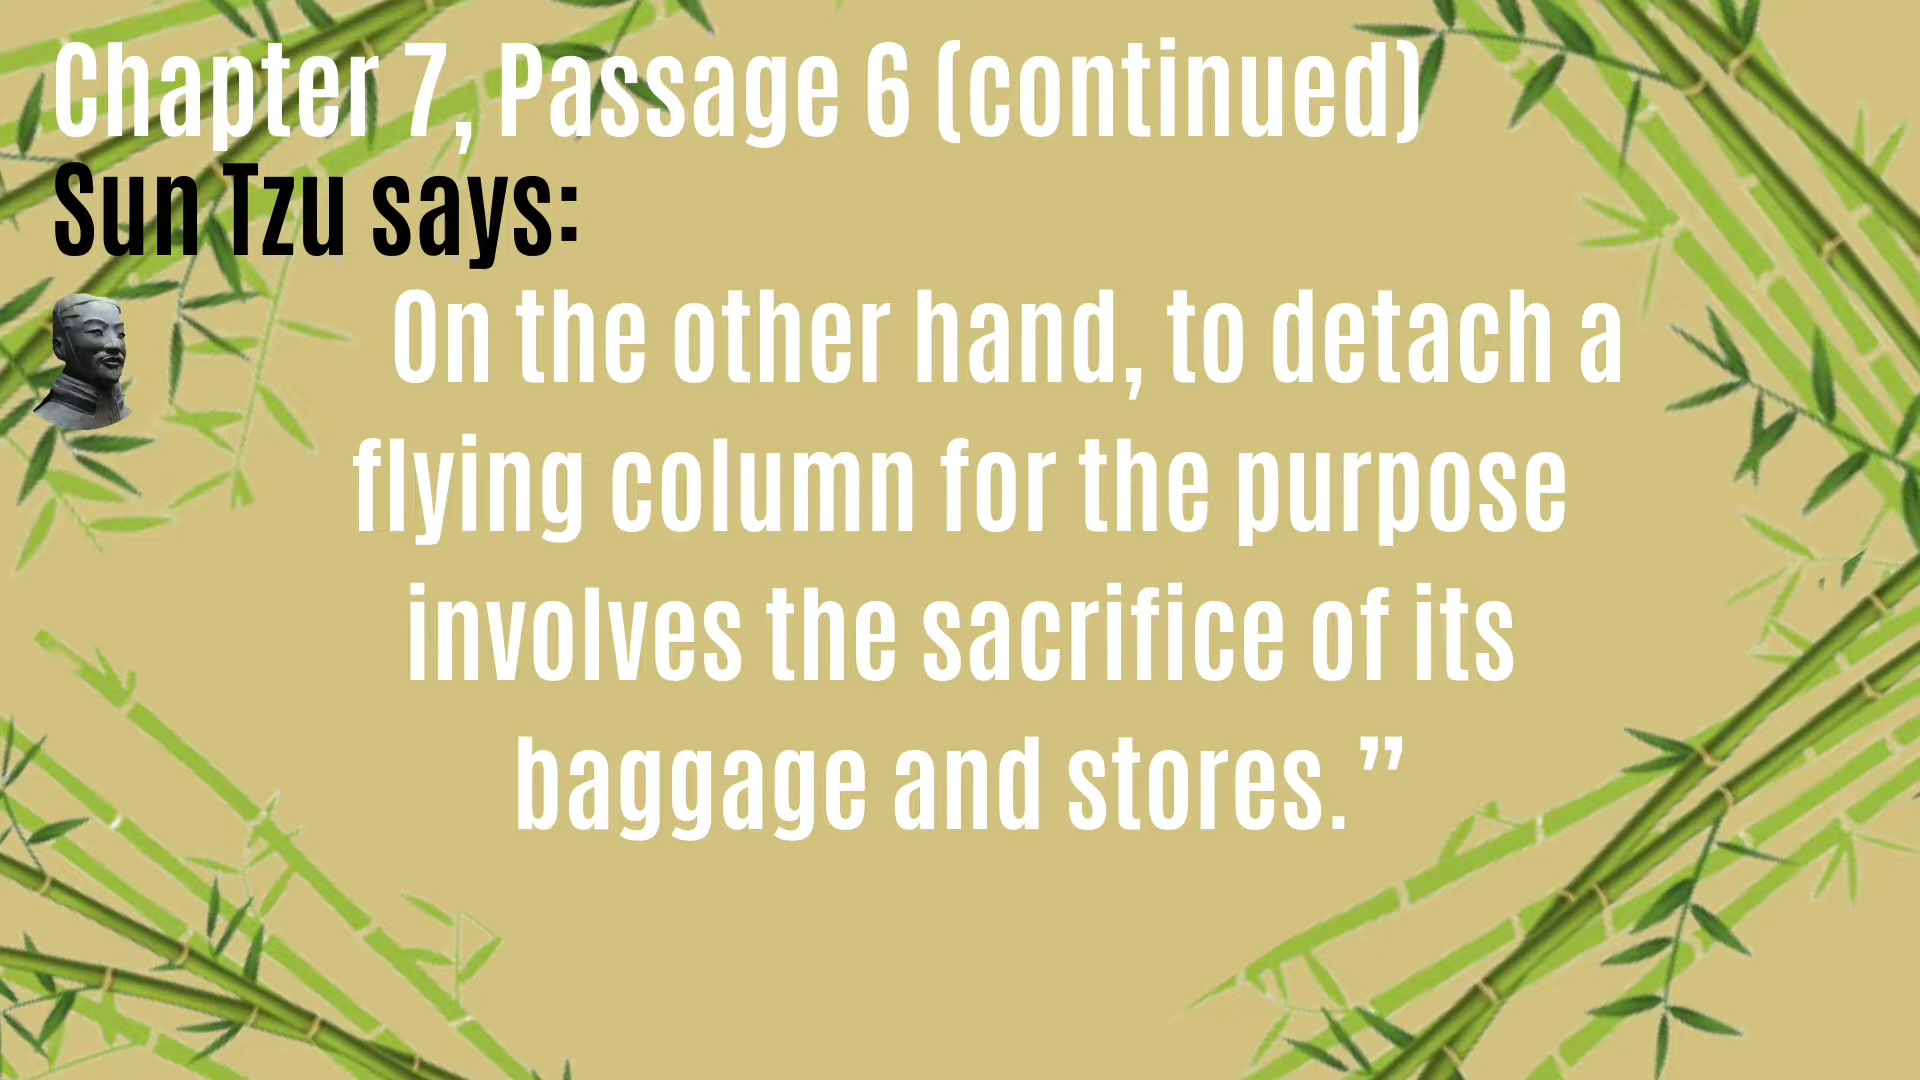 Chapter 7, Passage 6 (continued)
Sun Tzu says:
On the other hand, to detach a
flying column for the purpose
involves the sacrifice of its
baggage and stores.”